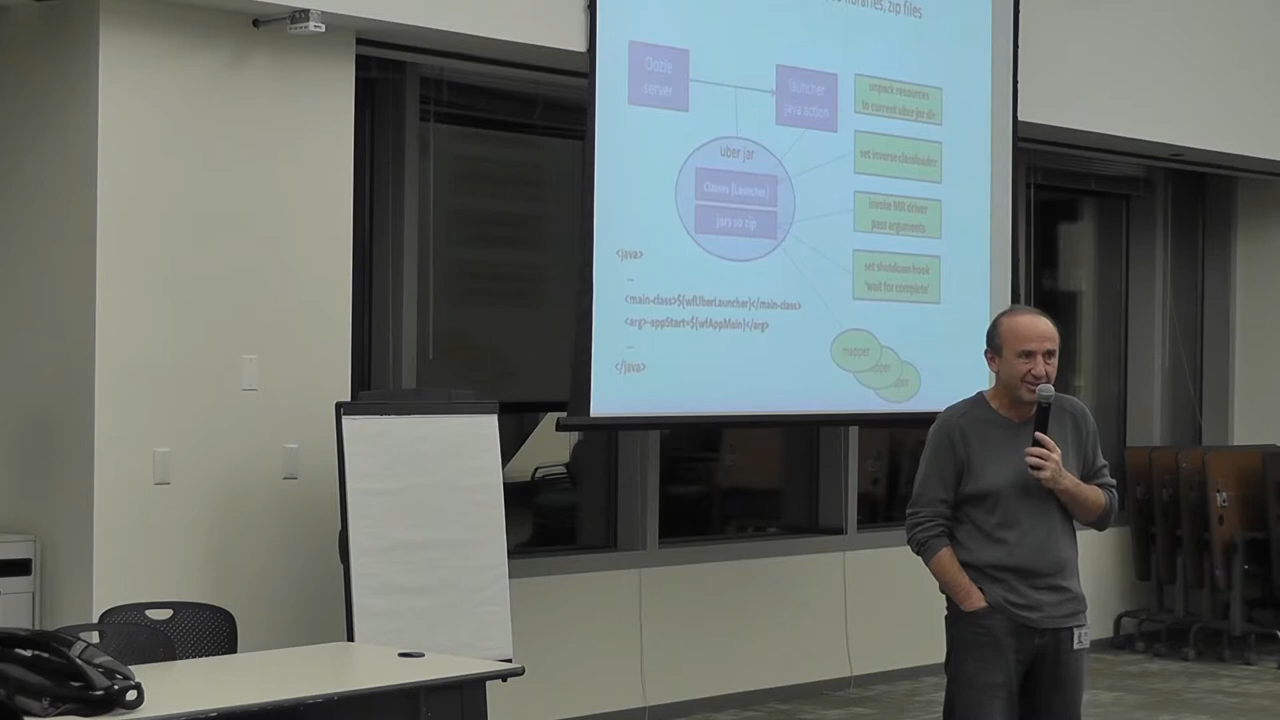 libraries, zip files
Oozie
server
launcher
java action
unpack resources
to current uber jar dir
uber jar
set inverse classloader
Classes (Launcher)
jars so zip
invoke MR driver
pass arguments
<java>
...
set shutdown hook
'wait for complete'
<main-class>${wfUberLauncher}</main-class>
<arg>-appStart=${wfAppMain}</arg>
...
mapper
</java>